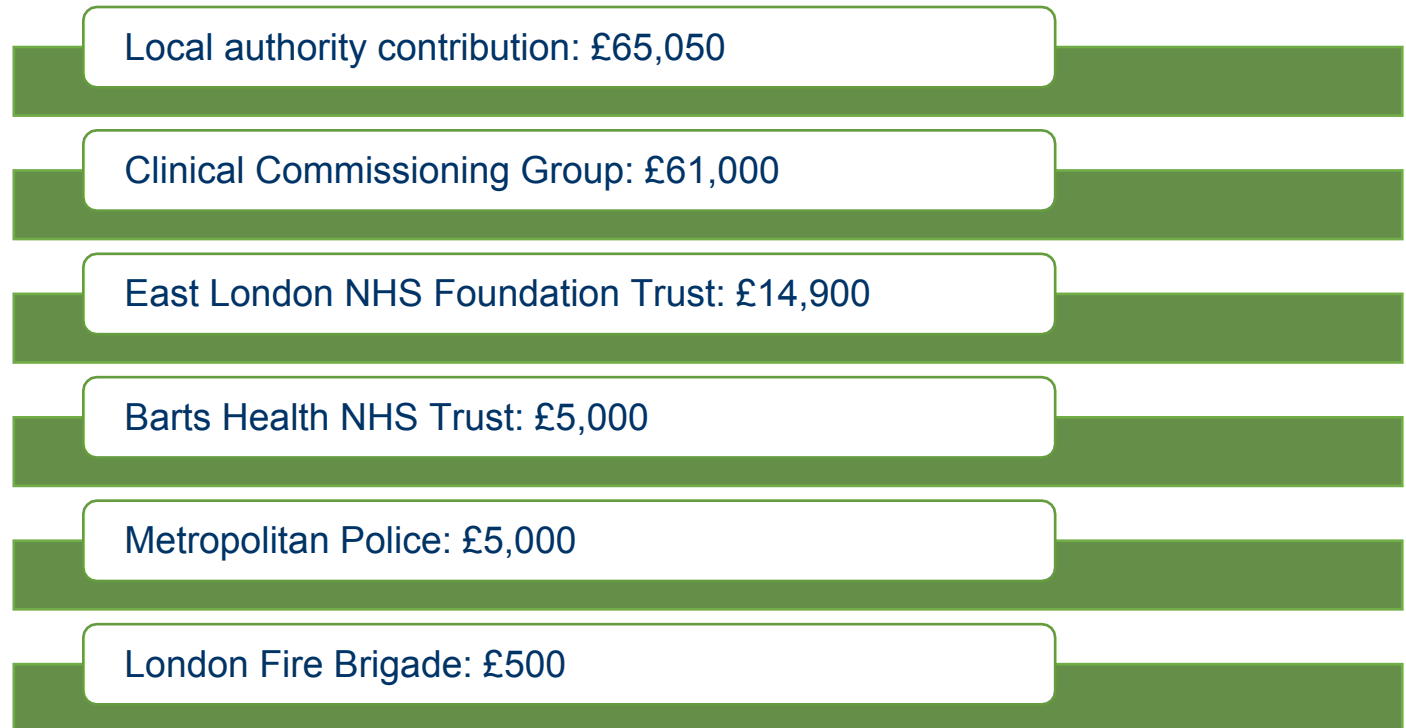 Local authority contribution: £65,050
Clinical Commissioning Group: £61,000
East London NHS Foundation Trust: £14,900
Barts Health NHS Trust: £5,000
Metropolitan Police: £5,000
London Fire Brigade: £500